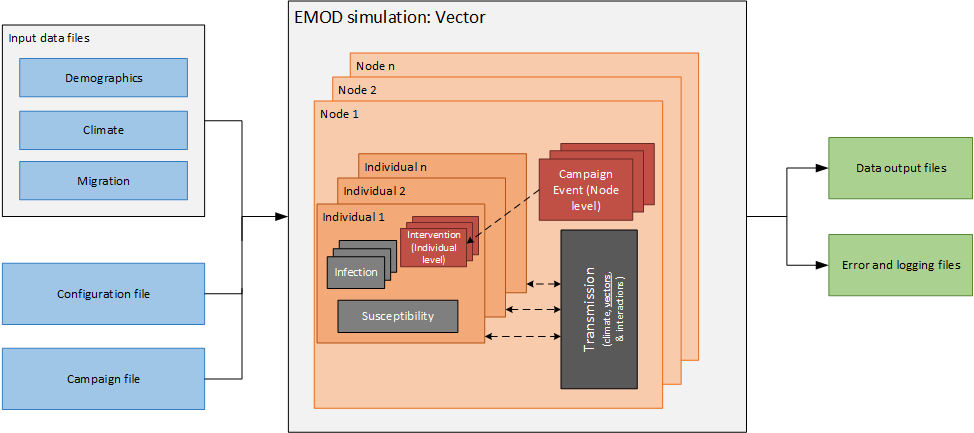 Input data files
Demographics
Climate
Migration
Configuration file
Campaign file
EMOD simulation: Vector
Node n
Node 2
Node 1
Individual n
Individual 2
Individual 1
Intervention
(Individual
level)
Infection
Susceptibility
Campaign
Event (Node
level)
Transmission
(climate, vectors,
& interactions )
Data output files
Error and logging files